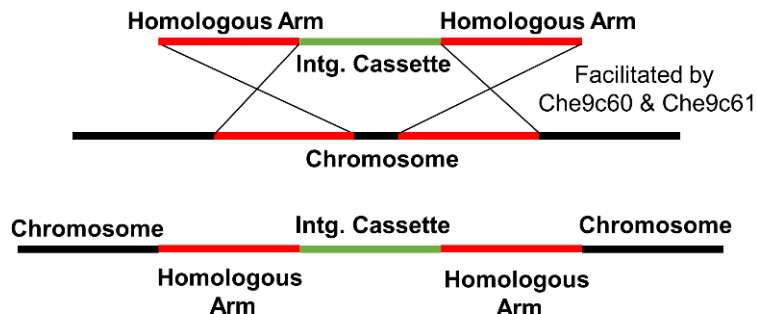 Homologous Arm
Homologous Arm
Intg. Cassette
Facilitated by
Che9c60 & Che9c61
Chromosome
Chromosome
Intg. Cassette
Chromosome
Homologous
Arm
Homologous
Arm